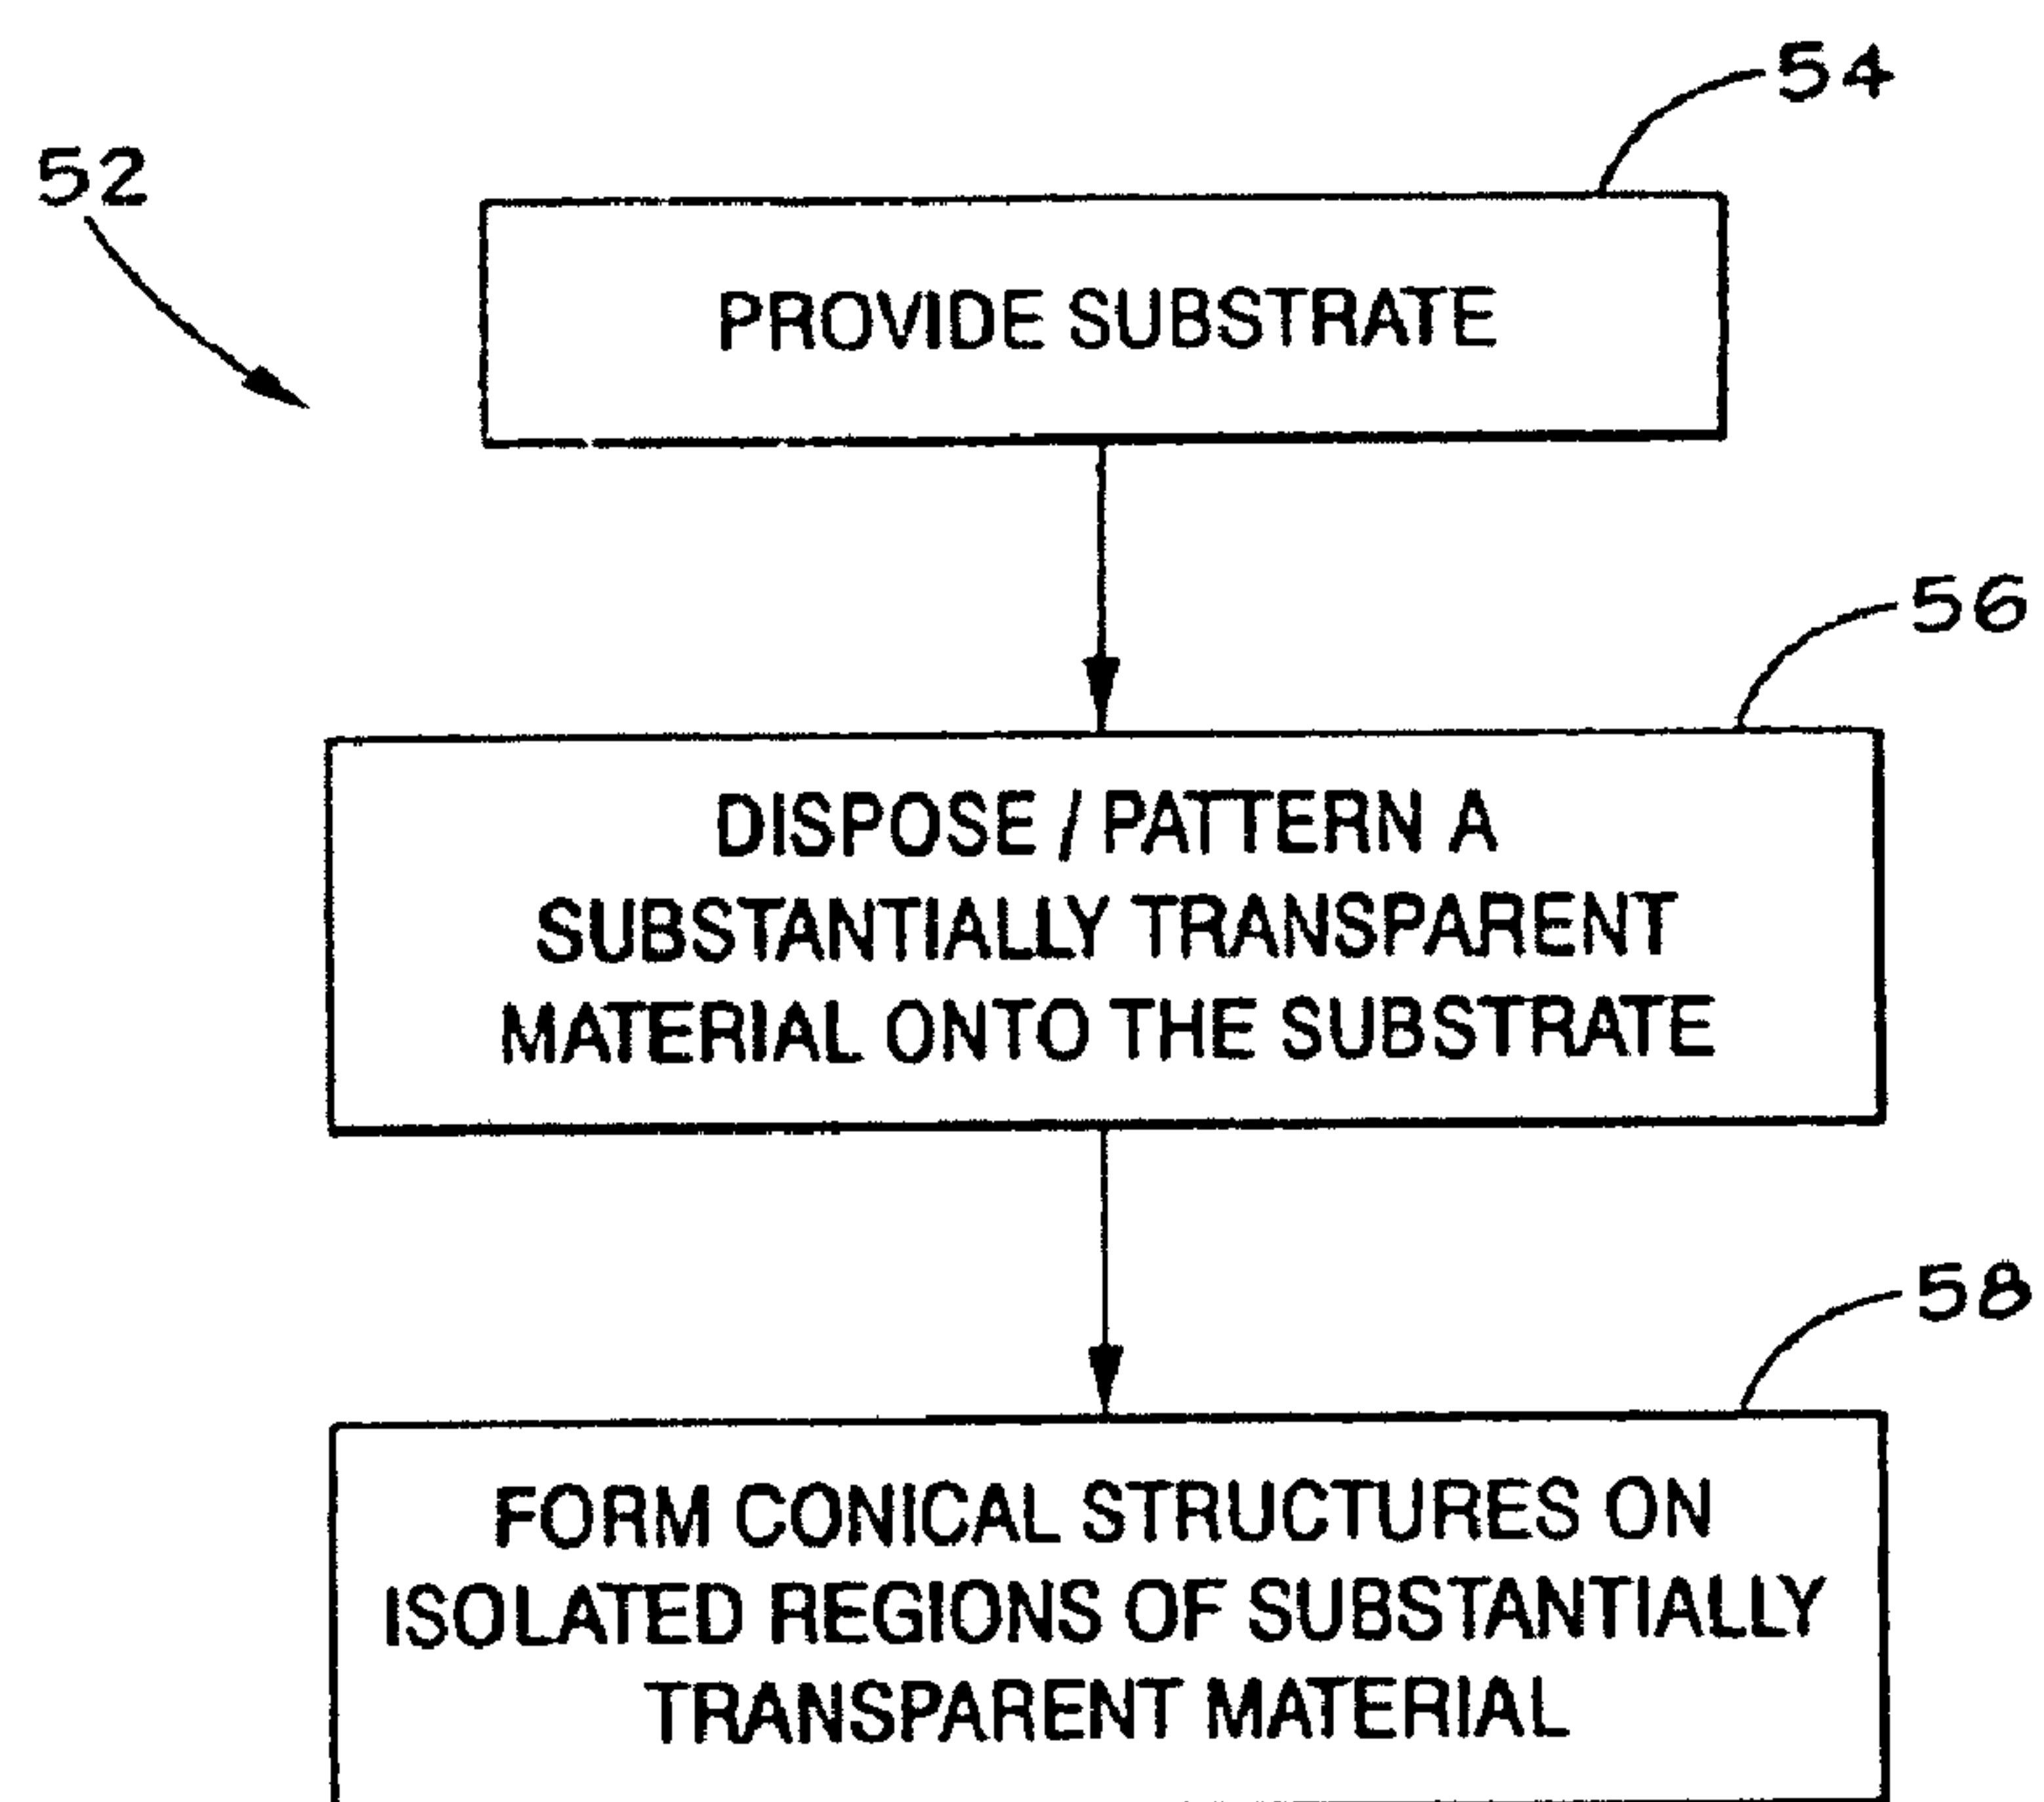 54
52
PROVIDE SUBSTRATE
56
DISPOSE / PATTERN A
SUBSTANTIALLY TRANSPARENT
MATERIAL ONTO THE SUBSTRATE
58
FORM CONICAL STRUCTURES ON
ISOLATED REGIONS OF SUBSTANTIALLY
TRANSPARENT MATERIAL